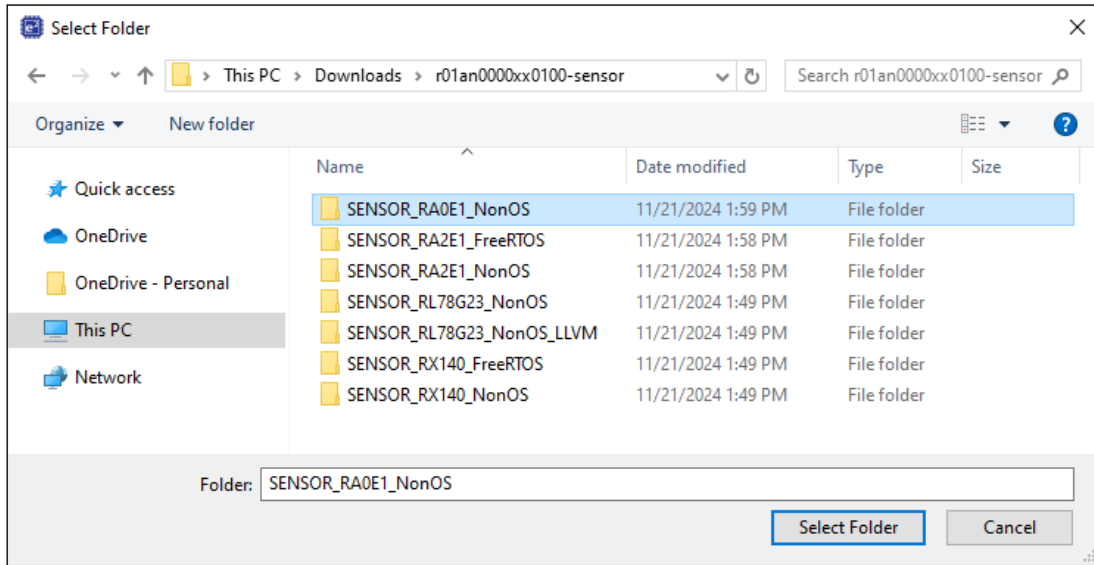 Select Folder
This PC > Downloads > r01an0000xx0100-sensor
Search r01an0000xx0100-sensor
Organize
New folder
Name Date modified Type Size
Quick access
OneDrive
OneDrive - Personal
This PC
Network
SENSOR_RA0E1_NonOS 11/21/2024 1:59 PM File folder
SENSOR_RA2E1_FreeRTOS 11/21/2024 1:58 PM File folder
SENSOR_RA2E1_NonOS 11/21/2024 1:58 PM File folder
SENSOR_RL78G23_NonOS 11/21/2024 1:49 PM File folder
SENSOR_RL78G23_NonOS_LLVM 11/21/2024 1:49 PM File folder
SENSOR_RX140_FreeRTOS 11/21/2024 1:49 PM File folder
SENSOR_RX140_NonOS 11/21/2024 1:49 PM File folder
Folder: SENSOR_RA0E1_NonOS
Select Folder Cancel